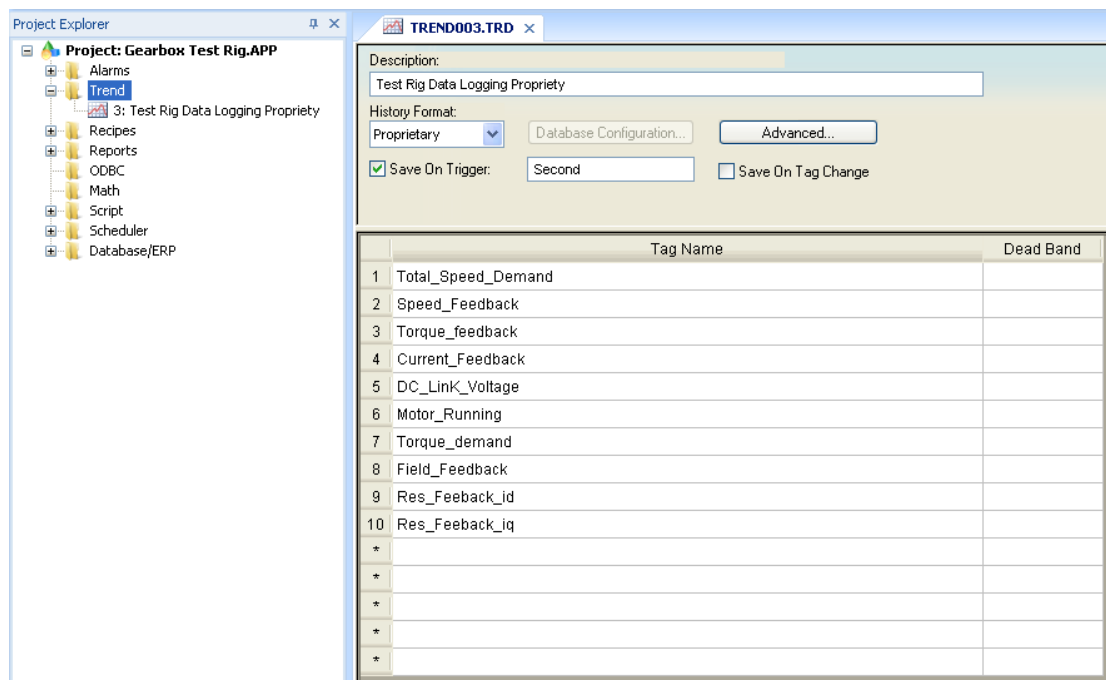 Project Explorer
Project: Gearbox Test Rig.APP
Alarms
Trend
3: Test Rig Data Logging Propriety
Recipes
Reports
ODBC
Math
Script
Scheduler
Database/ERP
TREND003.TRD
Description:
Test Rig Data Logging Propriety
History Format:
Proprietary Database Configuration... Advanced...
Save On Trigger: Second Save On Tag Change
Tag Name Dead Band
1 Total_Speed_Demand
2 Speed_Feedback
3 Torque_feedback
4 Current_Feedback
5 DC_LinK_Voltage
6 Motor_Running
7 Torque_demand
8 Field_Feedback
9 Res_Feeback_id
10 Res_Feeback_iq
*
*
*
*
*